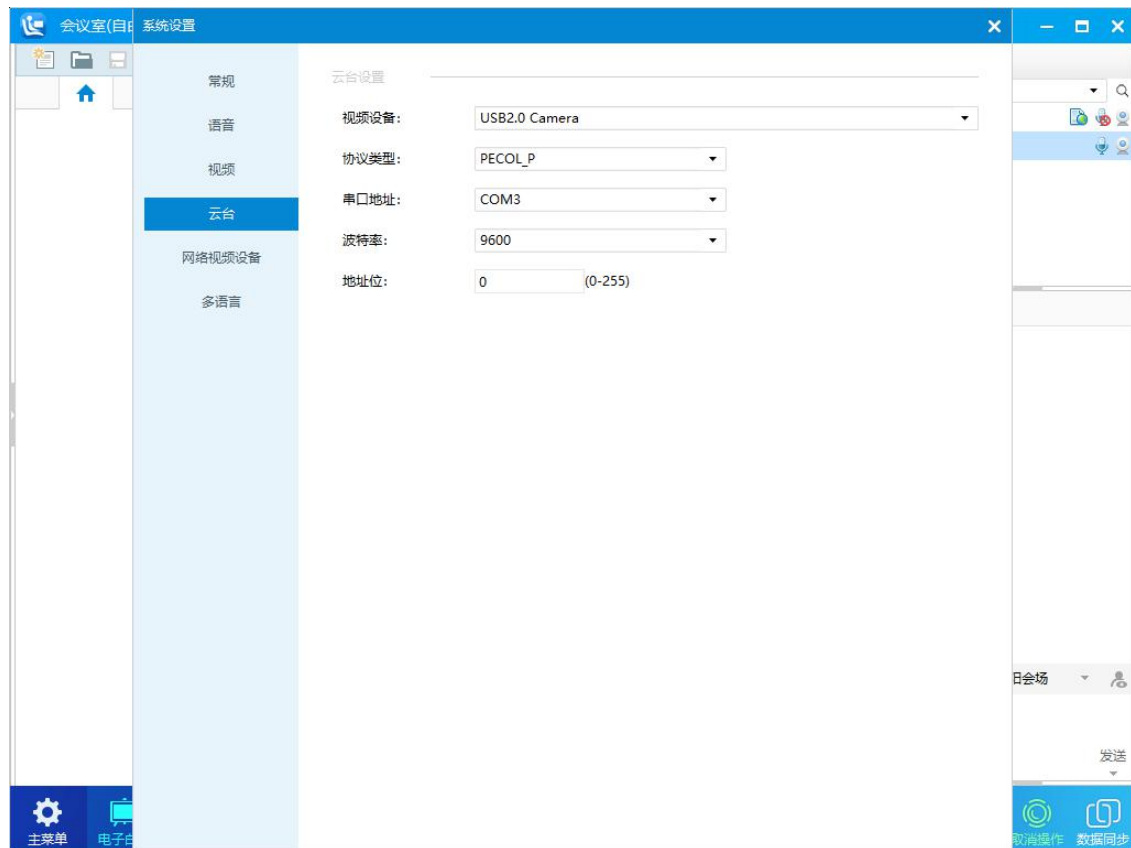 会议室(自由
系统设置
常规
语音
视频
云台
网络视频设备
多语言
云台设置
视频设备: USB2.0 Camera
协议类型: PECOL_P
串口地址: COM3
波特率: 9600
地址位: 0 (0-255)
会场
发送
主菜单
电子白
取消操作
数据同步